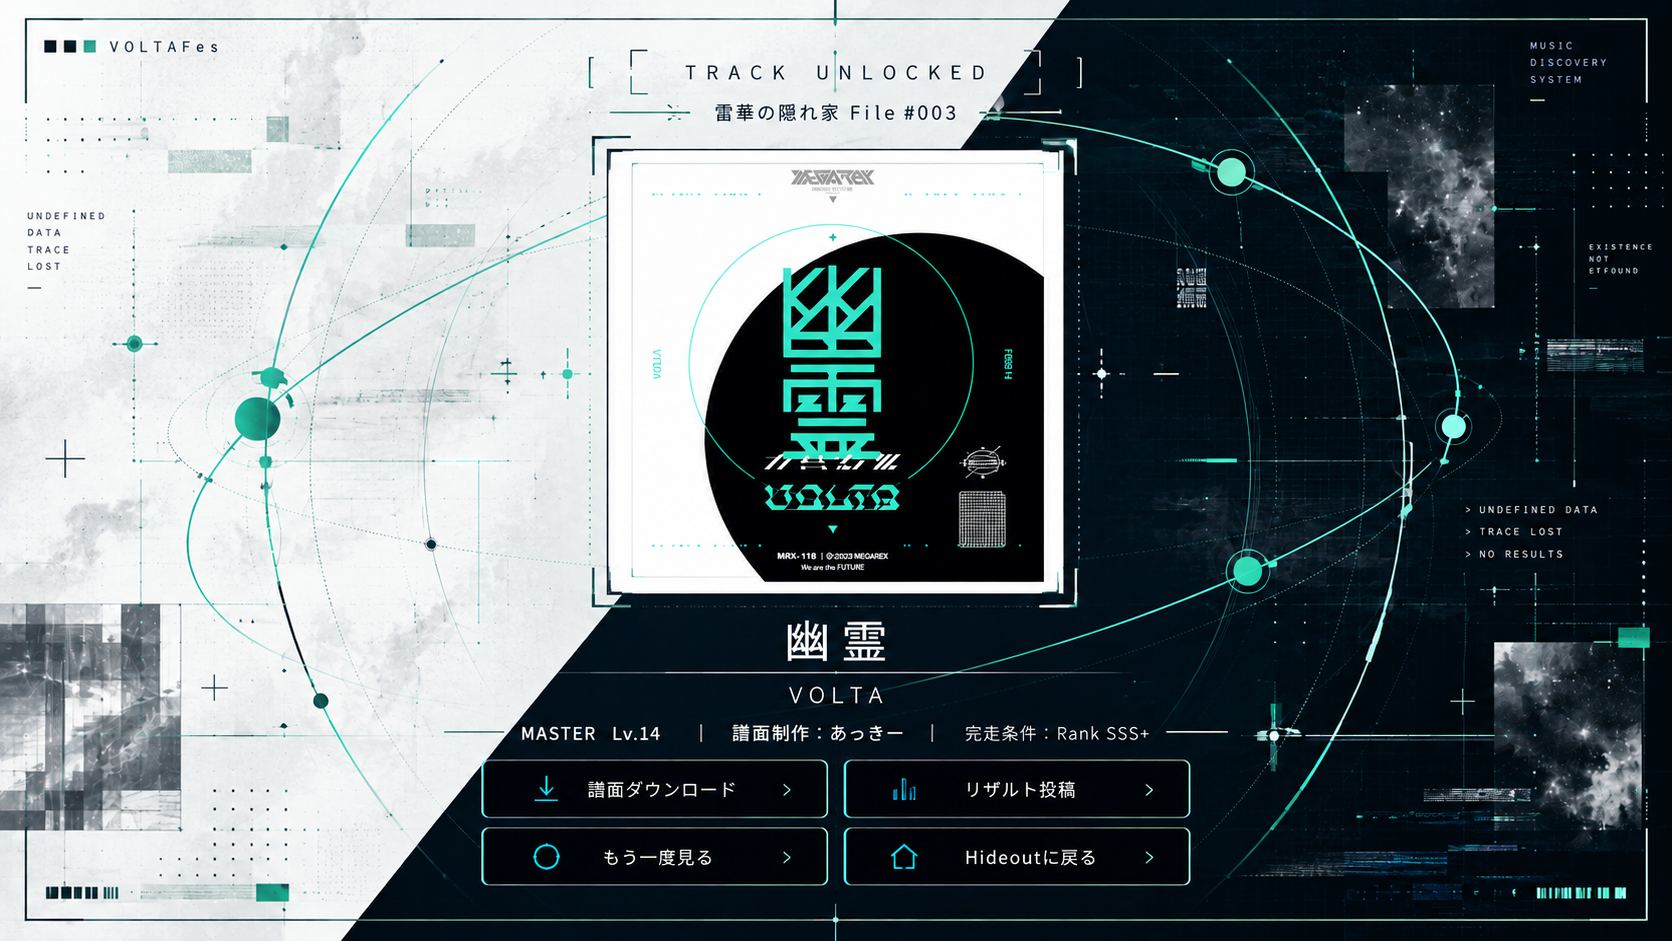 VOLTAFes
TRACK UNLOCKED
雷華の隠れ家 File #003
MUSIC
DISCOVERY
SYSTEM
UNDEFINED
DATA
TRACE
LOST
EXISTENCE
NOT
ETFOUND
MEGAREX
幽霊
VOLTA
MRX-118 | ©2023 MEGAREX
We are the FUTURE
> UNDEFINED DATA
> TRACE LOST
> NO RESULTS
幽霊
VOLTA
MASTER Lv.14 | 譜面制作：あっきー | 完走条件：Rank SSS+
譜面ダウンロード
リザルト投稿
もう一度見る
Hideoutに戻る